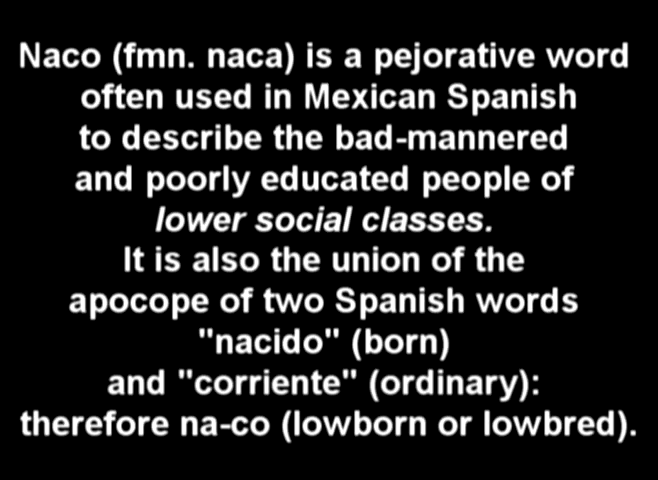 Naco (fmn. naca) is a pejorative word
often used in Mexican Spanish
to describe the bad-mannered
and poorly educated people of
lower social classes.
It is also the union of the
apocope of two Spanish words
"nacido" (born)
and "corriente" (ordinary):
therefore na-co (lowborn or lowbred).